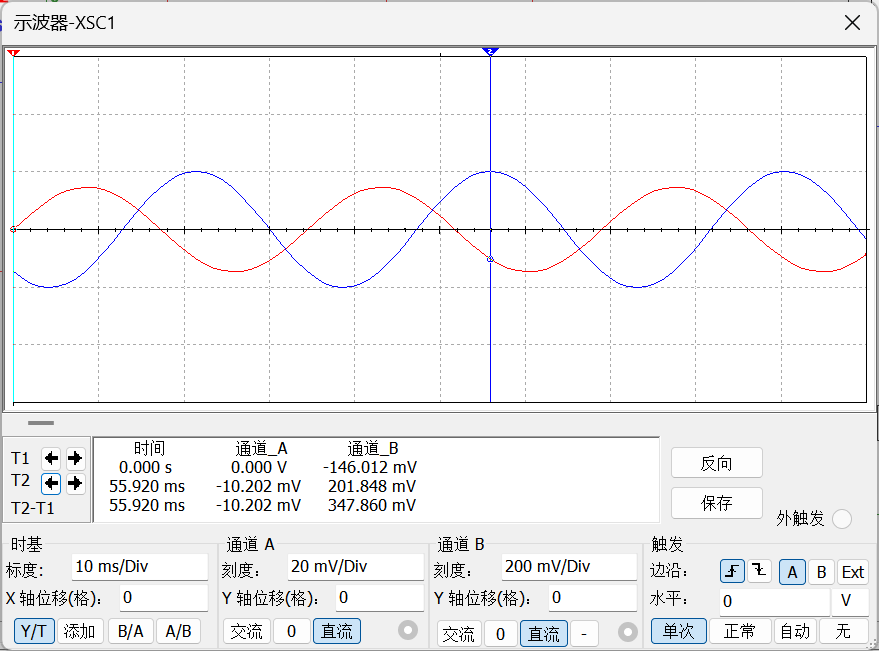 示波器-XSC1
时间 通道_A 通道_B
T1 0.000 s 0.000 V -146.012 mV
T2 55.920 ms -10.202 mV 201.848 mV
T2-T1 55.920 ms -10.202 mV 347.860 mV
反向
保存
外触发
时基
标度： 10 ms/Div
X 轴位移(格)： 0
Y/T 添加 B/A A/B
通道 A
刻度： 20 mV/Div
Y 轴位移(格)： 0
交流 0 直流
通道 B
刻度： 200 mV/Div
Y 轴位移(格)： 0
交流 0 直流 -
触发
边沿： A B Ext
水平： 0 V
单次 正常 自动 无